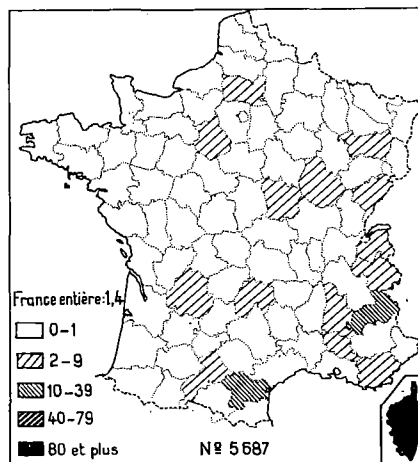 France entière:1,4
0-1
2-9
10-39
40-79
80 et plus
Nº 5687